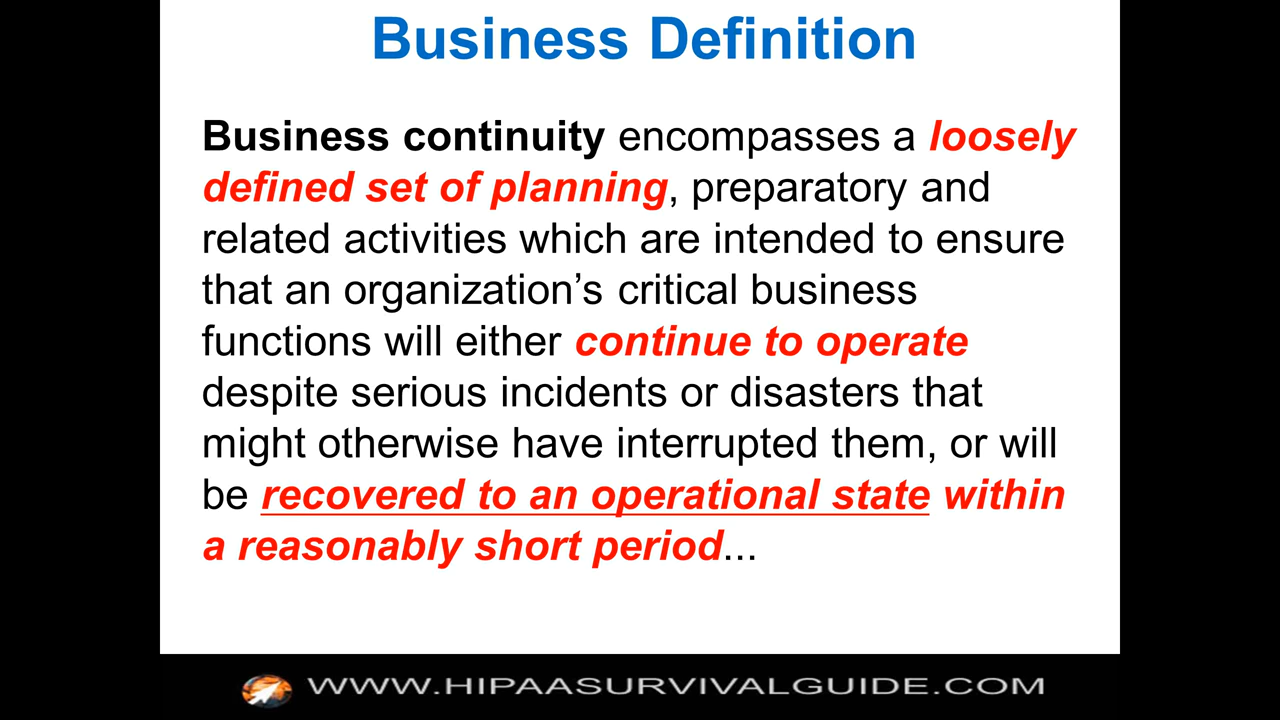 Business Definition
Business continuity encompasses a loosely
defined set of planning, preparatory and
related activities which are intended to ensure
that an organization’s critical business
functions will either continue to operate
despite serious incidents or disasters that
might otherwise have interrupted them, or will
be recovered to an operational state within
a reasonably short period...
WWW.HIPAASURVIVALGUIDE.COM